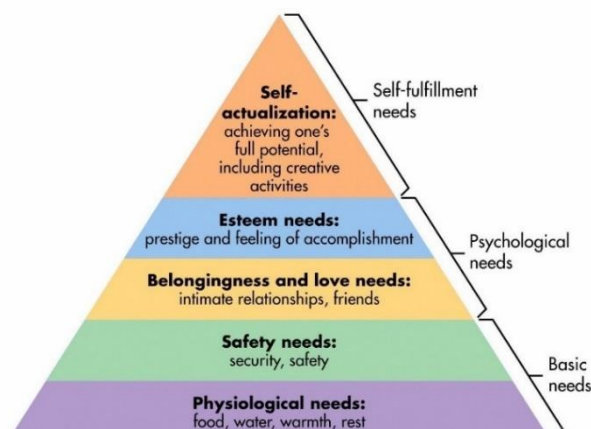 Self-
actualization:
achieving one's
full potential,
including creative
activities
Self-fulfillment
needs
Esteem needs:
prestige and feeling of accomplishment
Psychological
needs
Belongingness and love needs:
intimate relationships, friends
Safety needs:
security, safety
Basic
needs
Physiological needs:
food, water, warmth, rest